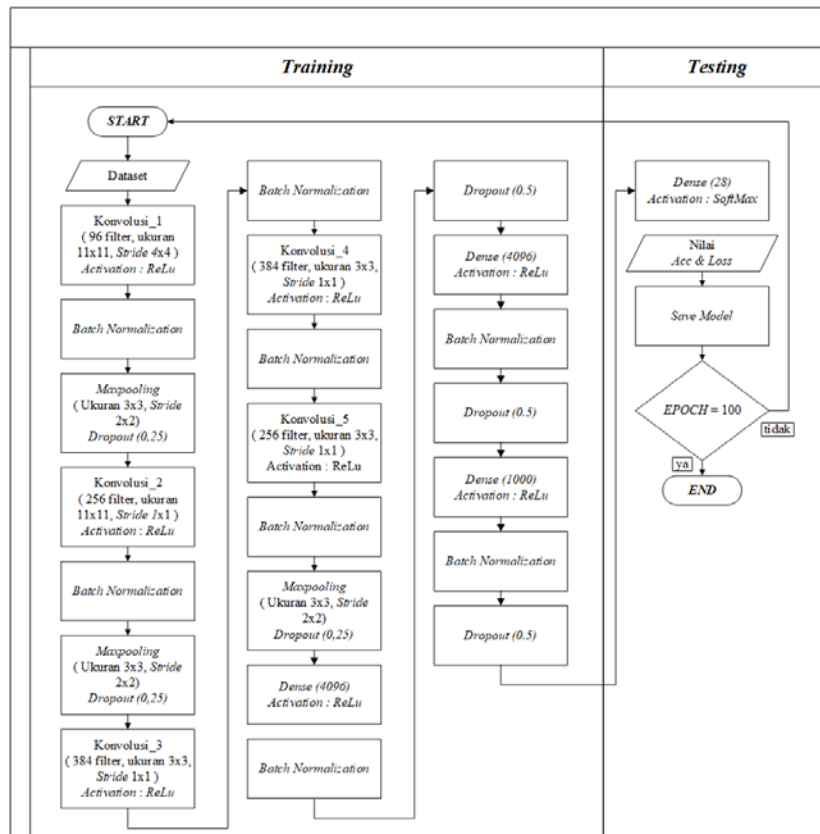 Training
Testing
START
Dataset
Konvolusi_1
( 96 filter, ukuran
11x11, Stride 4x4 )
Activation : ReLu
Batch Normalization
Maxpooling
( Ukuran 3x3, Stride
2x2)
Dropout (0,25)
Konvolusi_2
( 256 filter, ukuran
11x11, Stride 1x1 )
Activation : ReLu
Batch Normalization
Maxpooling
( Ukuran 3x3, Stride
2x2)
Dropout (0,25)
Konvolusi_3
( 384 filter, ukuran 3x3,
Stride 1x1 )
Activation : ReLu
Batch Normalization
Konvolusi_4
( 384 filter, ukuran 3x3,
Stride 1x1 )
Activation : ReLu
Batch Normalization
Konvolusi_5
( 256 filter, ukuran 3x3,
Stride 1x1 )
Activation : ReLu
Batch Normalization
Maxpooling
( Ukuran 3x3, Stride
2x2)
Dropout (0,25)
Dense (4096)
Activation : ReLu
Batch Normalization
Dropout (0.5)
Dense (4096)
Activation : ReLu
Batch Normalization
Dropout (0.5)
Dense (1000)
Activation : ReLu
Batch Normalization
Dropout (0.5)
Dense (28)
Activation : SoftMax
Nilai
Acc & Loss
Save Model
EPOCH = 100
tidak
ya
END